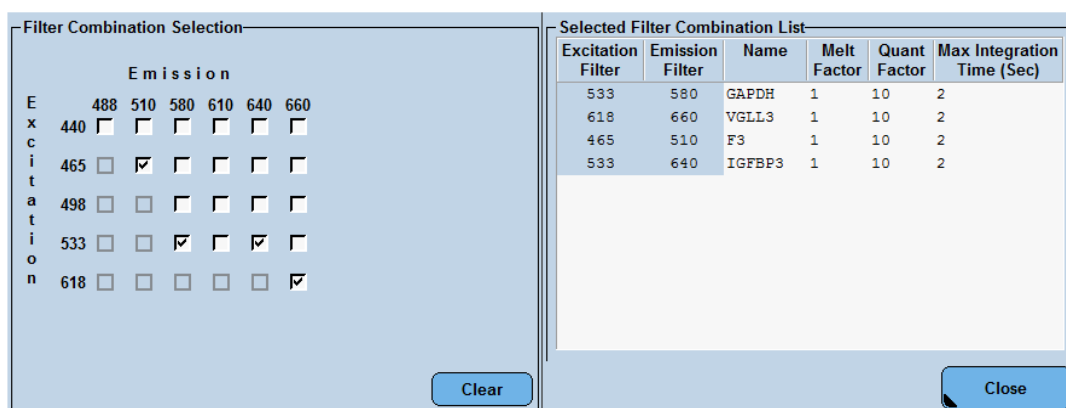 Filter Combination Selection
Emission
Excitation
488 510 580 610 640 660
440
465
498
533
618
Clear
Selected Filter Combination List
Excitation Filter Emission Filter Name Melt Factor Quant Factor Max Integration Time (Sec)
533 580 GAPDH 1 10 2
618 660 VGLL3 1 10 2
465 510 F3 1 10 2
533 640 IGFBP3 1 10 2
Close